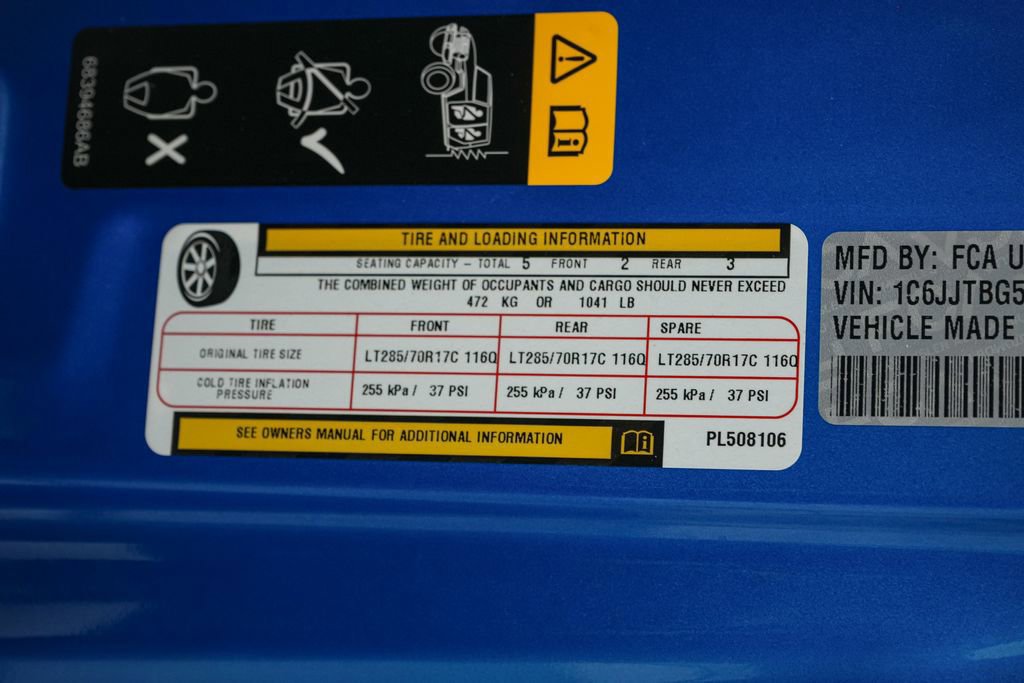 68394686AB
TIRE AND LOADING INFORMATION
SEATING CAPACITY - TOTAL 5 FRONT 2 REAR 3
THE COMBINED WEIGHT OF OCCUPANTS AND CARGO SHOULD NEVER EXCEED
472 KG OR 1041 LB
TIRE FRONT REAR SPARE
ORIGINAL TIRE SIZE LT285/70R17C 116Q LT285/70R17C 116Q LT285/70R17C 116Q
COLD TIRE INFLATION
PRESSURE 255 kPa / 37 PSI 255 kPa / 37 PSI 255 kPa / 37 PSI
SEE OWNERS MANUAL FOR ADDITIONAL INFORMATION
PL508106
MFD BY: FCA U
VIN: 1C6JJTBG5
VEHICLE MADE